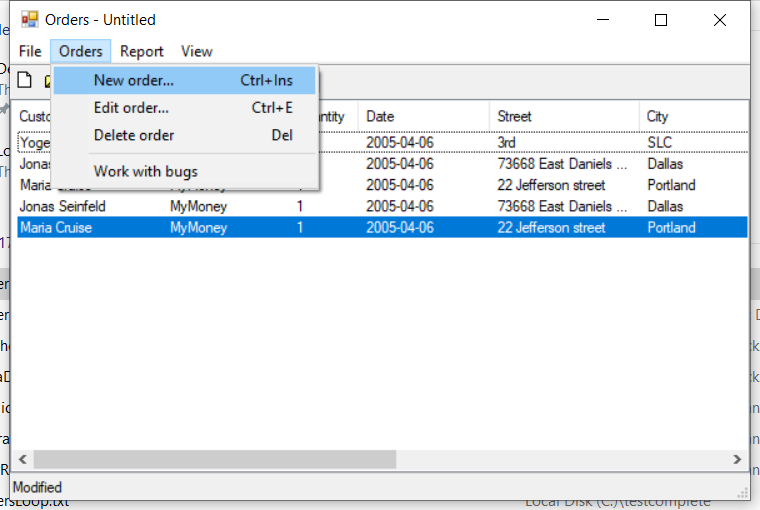 Orders - Untitled
File Orders Report View
New order... Ctrl+Ins
Edit order... Ctrl+E
Delete order Del
Work with bugs
Custo ntity Date Street City
Yoge 2005-04-06 3rd SLC
Jonas 2005-04-06 73668 East Daniels ... Dallas
Maria Cruise MyMoney 1 2005-04-06 22 Jefferson street Portland
Jonas Seinfeld MyMoney 1 2005-04-06 73668 East Daniels ... Dallas
Maria Cruise MyMoney 1 2005-04-06 22 Jefferson street Portland
Modified
ersLoop.txt Local Disk (C:)\testcomplete